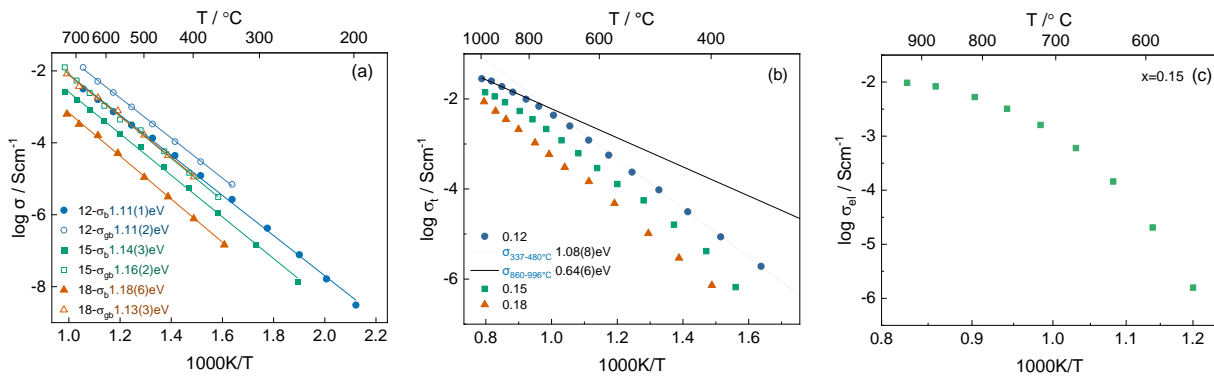 T / °C
700 600 500 400 300 200
(a)
log σ / Scm⁻¹
-2
-4
-6
-8
12-σb 1.11(1)eV
12-σgb 1.11(2)eV
15-σb 1.14(3)eV
15-σgb 1.16(2)eV
18-σb 1.18(6)eV
18-σgb 1.13(3)eV
1.0 1.2 1.4 1.6 1.8 2.0 2.2
1000K/T
T / °C
1000 800 600 400
(b)
log σt / Scm⁻¹
-2
-4
-6
0.12
σ337-480°C 1.08(8)eV
σ860-996°C 0.64(6)eV
0.15
0.18
0.8 1.0 1.2 1.4 1.6
1000K/T
T /° C
900 800 700 600
x=0.15 (c)
log σel / Scm⁻¹
-1
-2
-3
-4
-5
-6
0.8 0.9 1.0 1.1 1.2
1000K/T